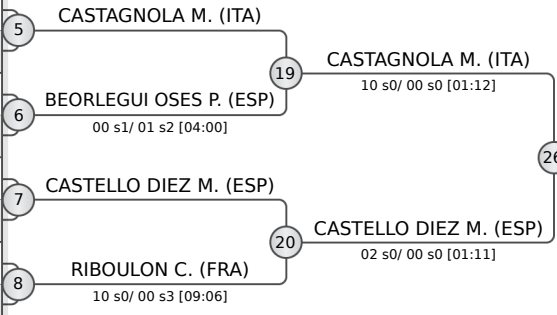 CASTAGNOLA M. (ITA)
5
CASTAGNOLA M. (ITA)
19
10 s0/ 00 s0 [01:12]
BEORLEGUI OSES P. (ESP)
6
00 s1/ 01 s2 [04:00]
26
CASTELLO DIEZ M. (ESP)
7
CASTELLO DIEZ M. (ESP)
20
02 s0/ 00 s0 [01:11]
RIBOULON C. (FRA)
8
10 s0/ 00 s3 [09:06]